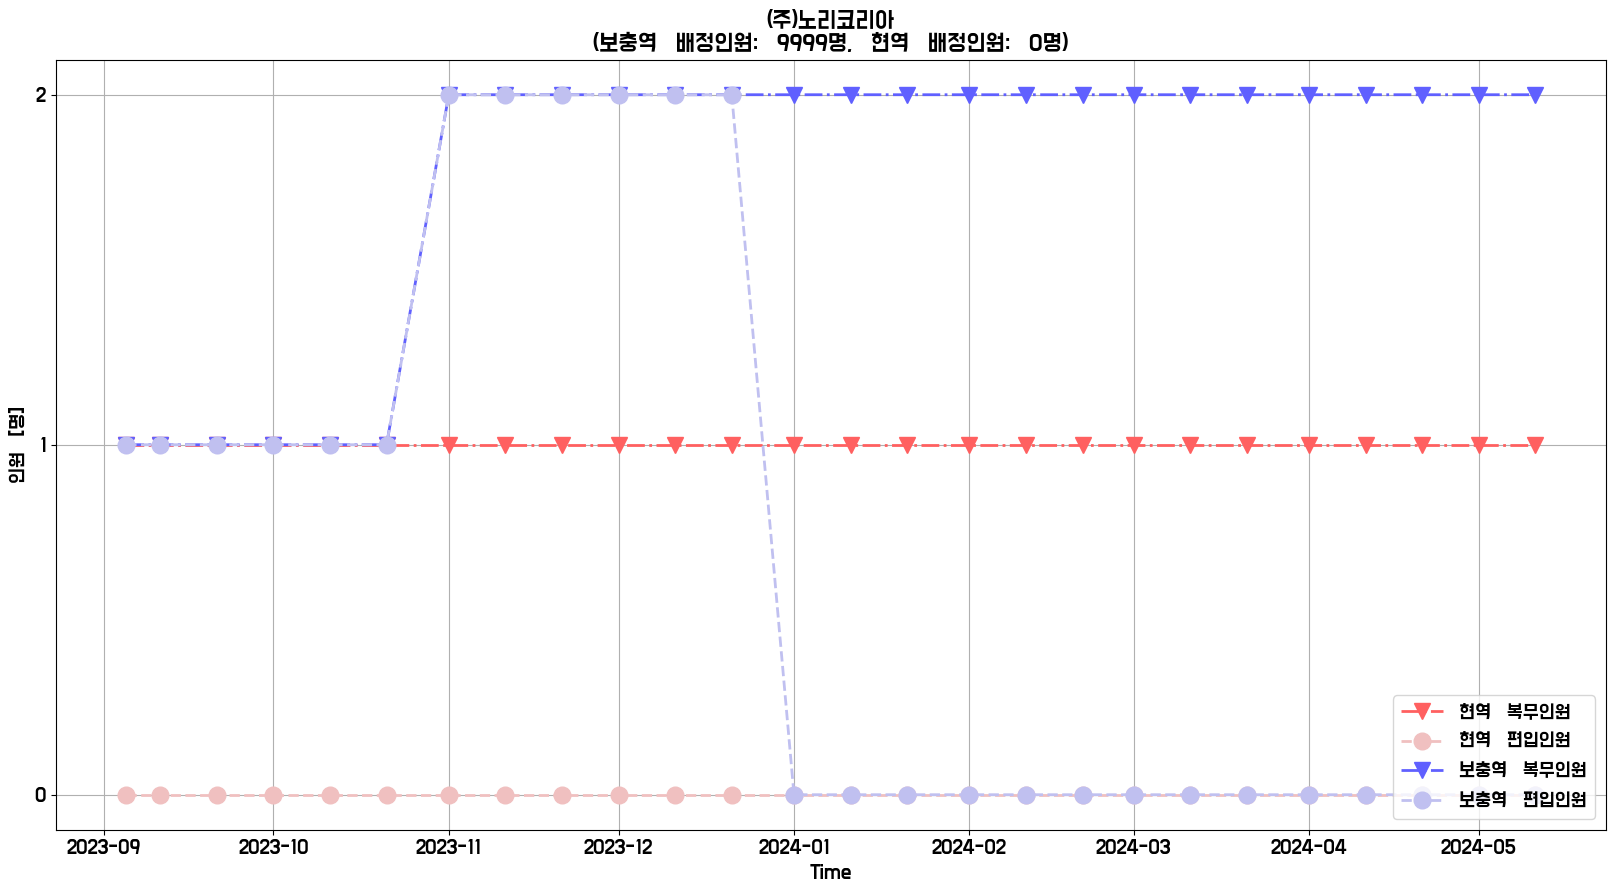 (주)노리코리아
(보충역 배정인원: 9999명, 현역 배정인원: 0명)
인원 [명]
2
1
0
현역 복무인원
현역 편입인원
보충역 복무인원
보충역 편입인원
2023-09 2023-10 2023-11 2023-12 2024-01 2024-02 2024-03 2024-04 2024-05
Time